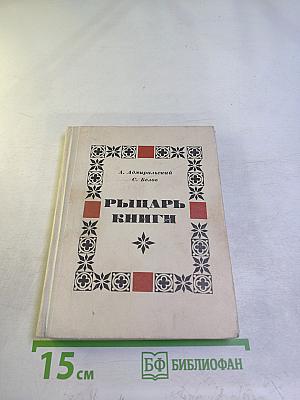 А. Адмиральский
С. Белов
РЫЦАРЬ
КНИГИ
15 см
БФ БИБЛИОФАН